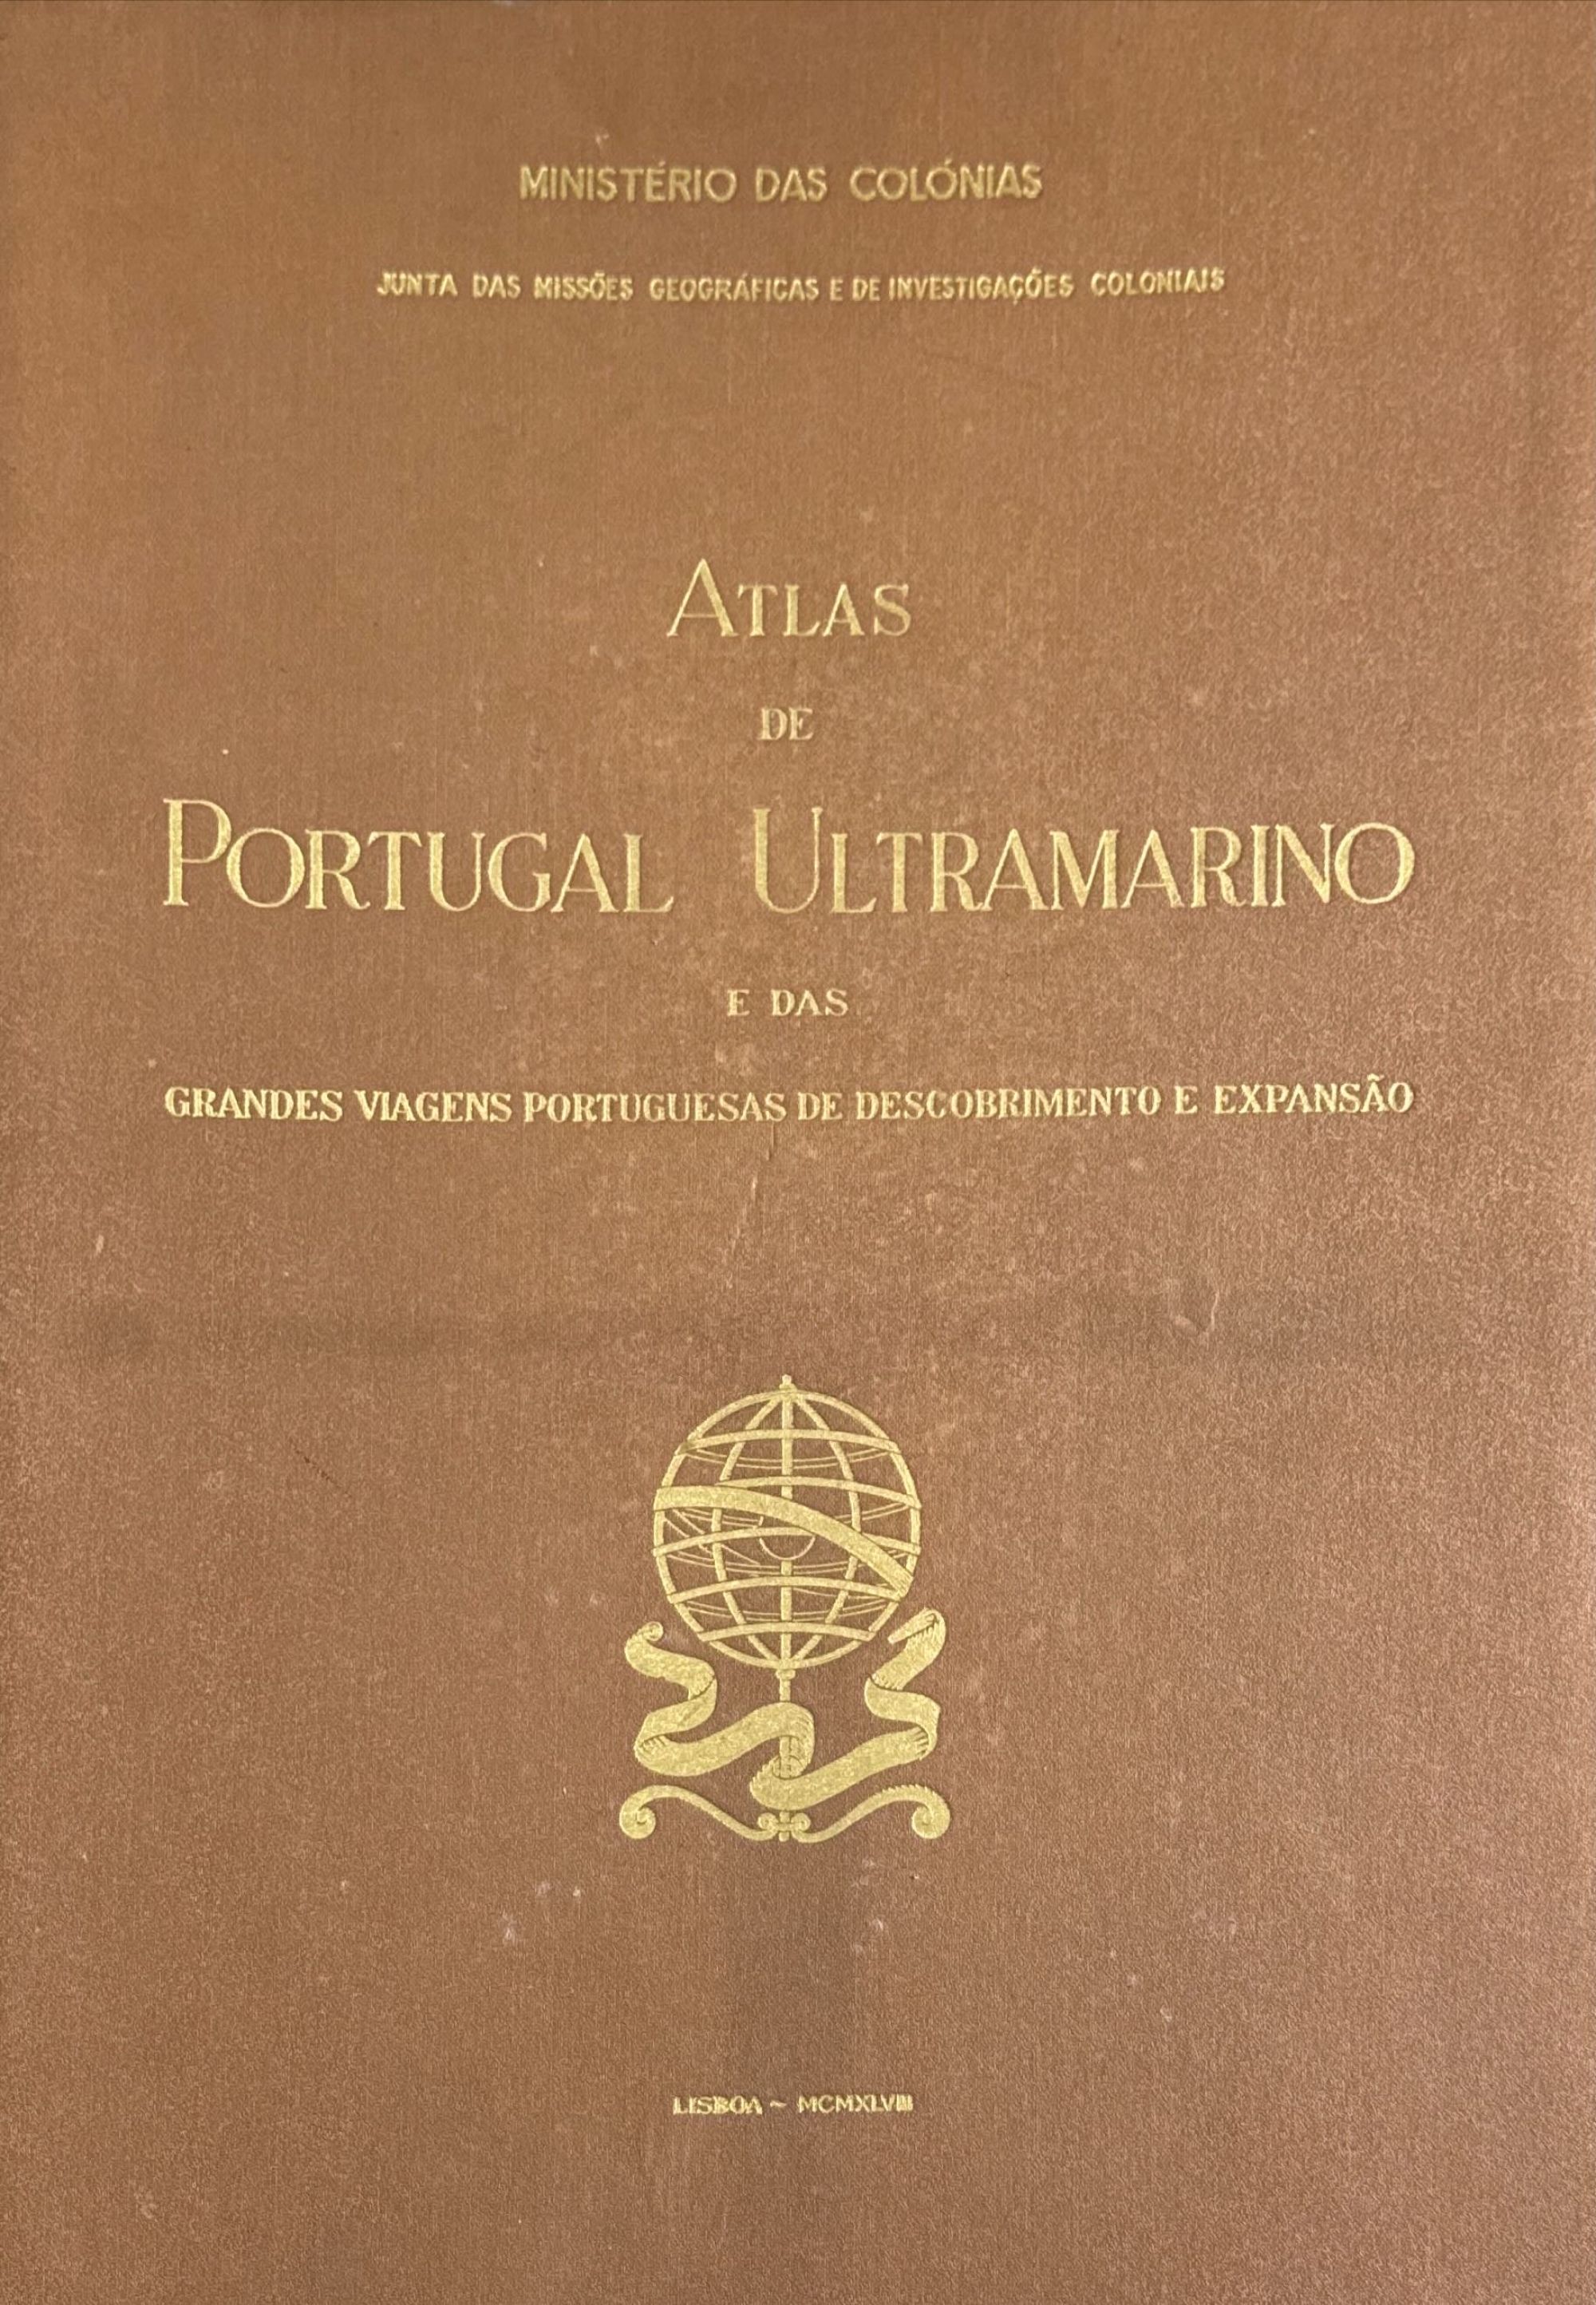 MINISTÉRIO DAS COLÓNIAS
JUNTA DAS MISSÕES GEOGRÁFICAS E DE INVESTIGAÇÕES COLONIAIS
ATLAS
DE
PORTUGAL ULTRAMARINO
E DAS
GRANDES VIAGENS PORTUGUESAS DE DESCOBRIMENTO E EXPANSÃO
LISBOA ~ MCMXLVIII